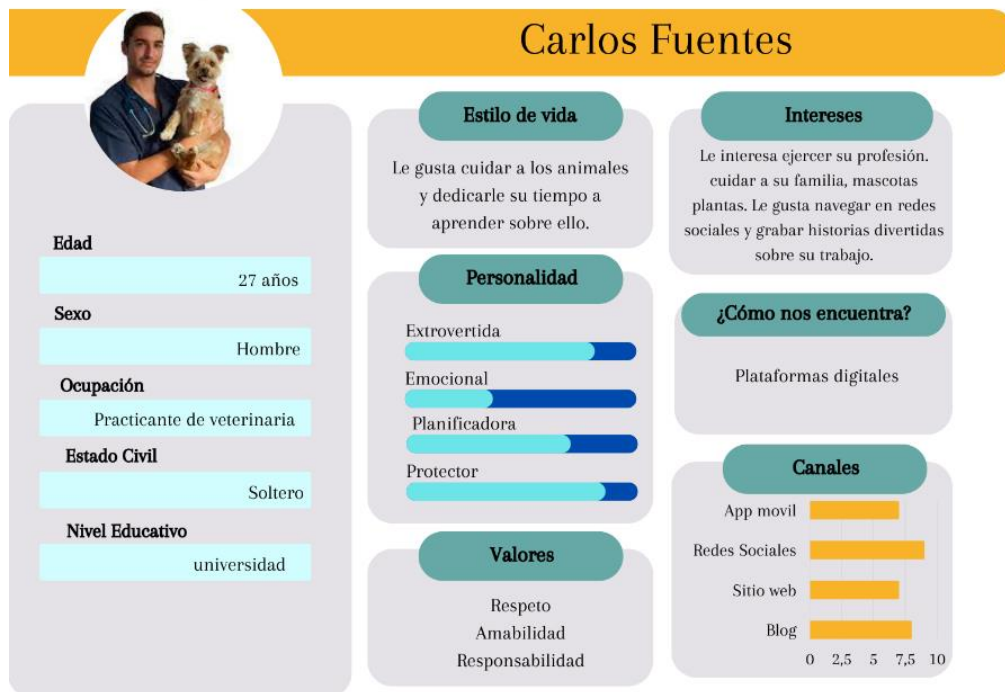 Carlos Fuentes
Edad
27 años
Sexo
Hombre
Ocupación
Practicante de veterinaria
Estado Civil
Soltero
Nivel Educativo
universidad
Estilo de vida
Le gusta cuidar a los animales
y dedicarle su tiempo a
aprender sobre ello.
Personalidad
Extrovertida
Emocional
Planificadora
Protector
Valores
Respeto
Amabilidad
Responsabilidad
Intereses
Le interesa ejercer su profesión.
cuidar a su familia, mascotas
plantas. Le gusta navegar en redes
sociales y grabar historias divertidas
sobre su trabajo.
¿Cómo nos encuentra?
Plataformas digitales
Canales
App movil
Redes Sociales
Sitio web
Blog
0 2,5 5 7,5 10